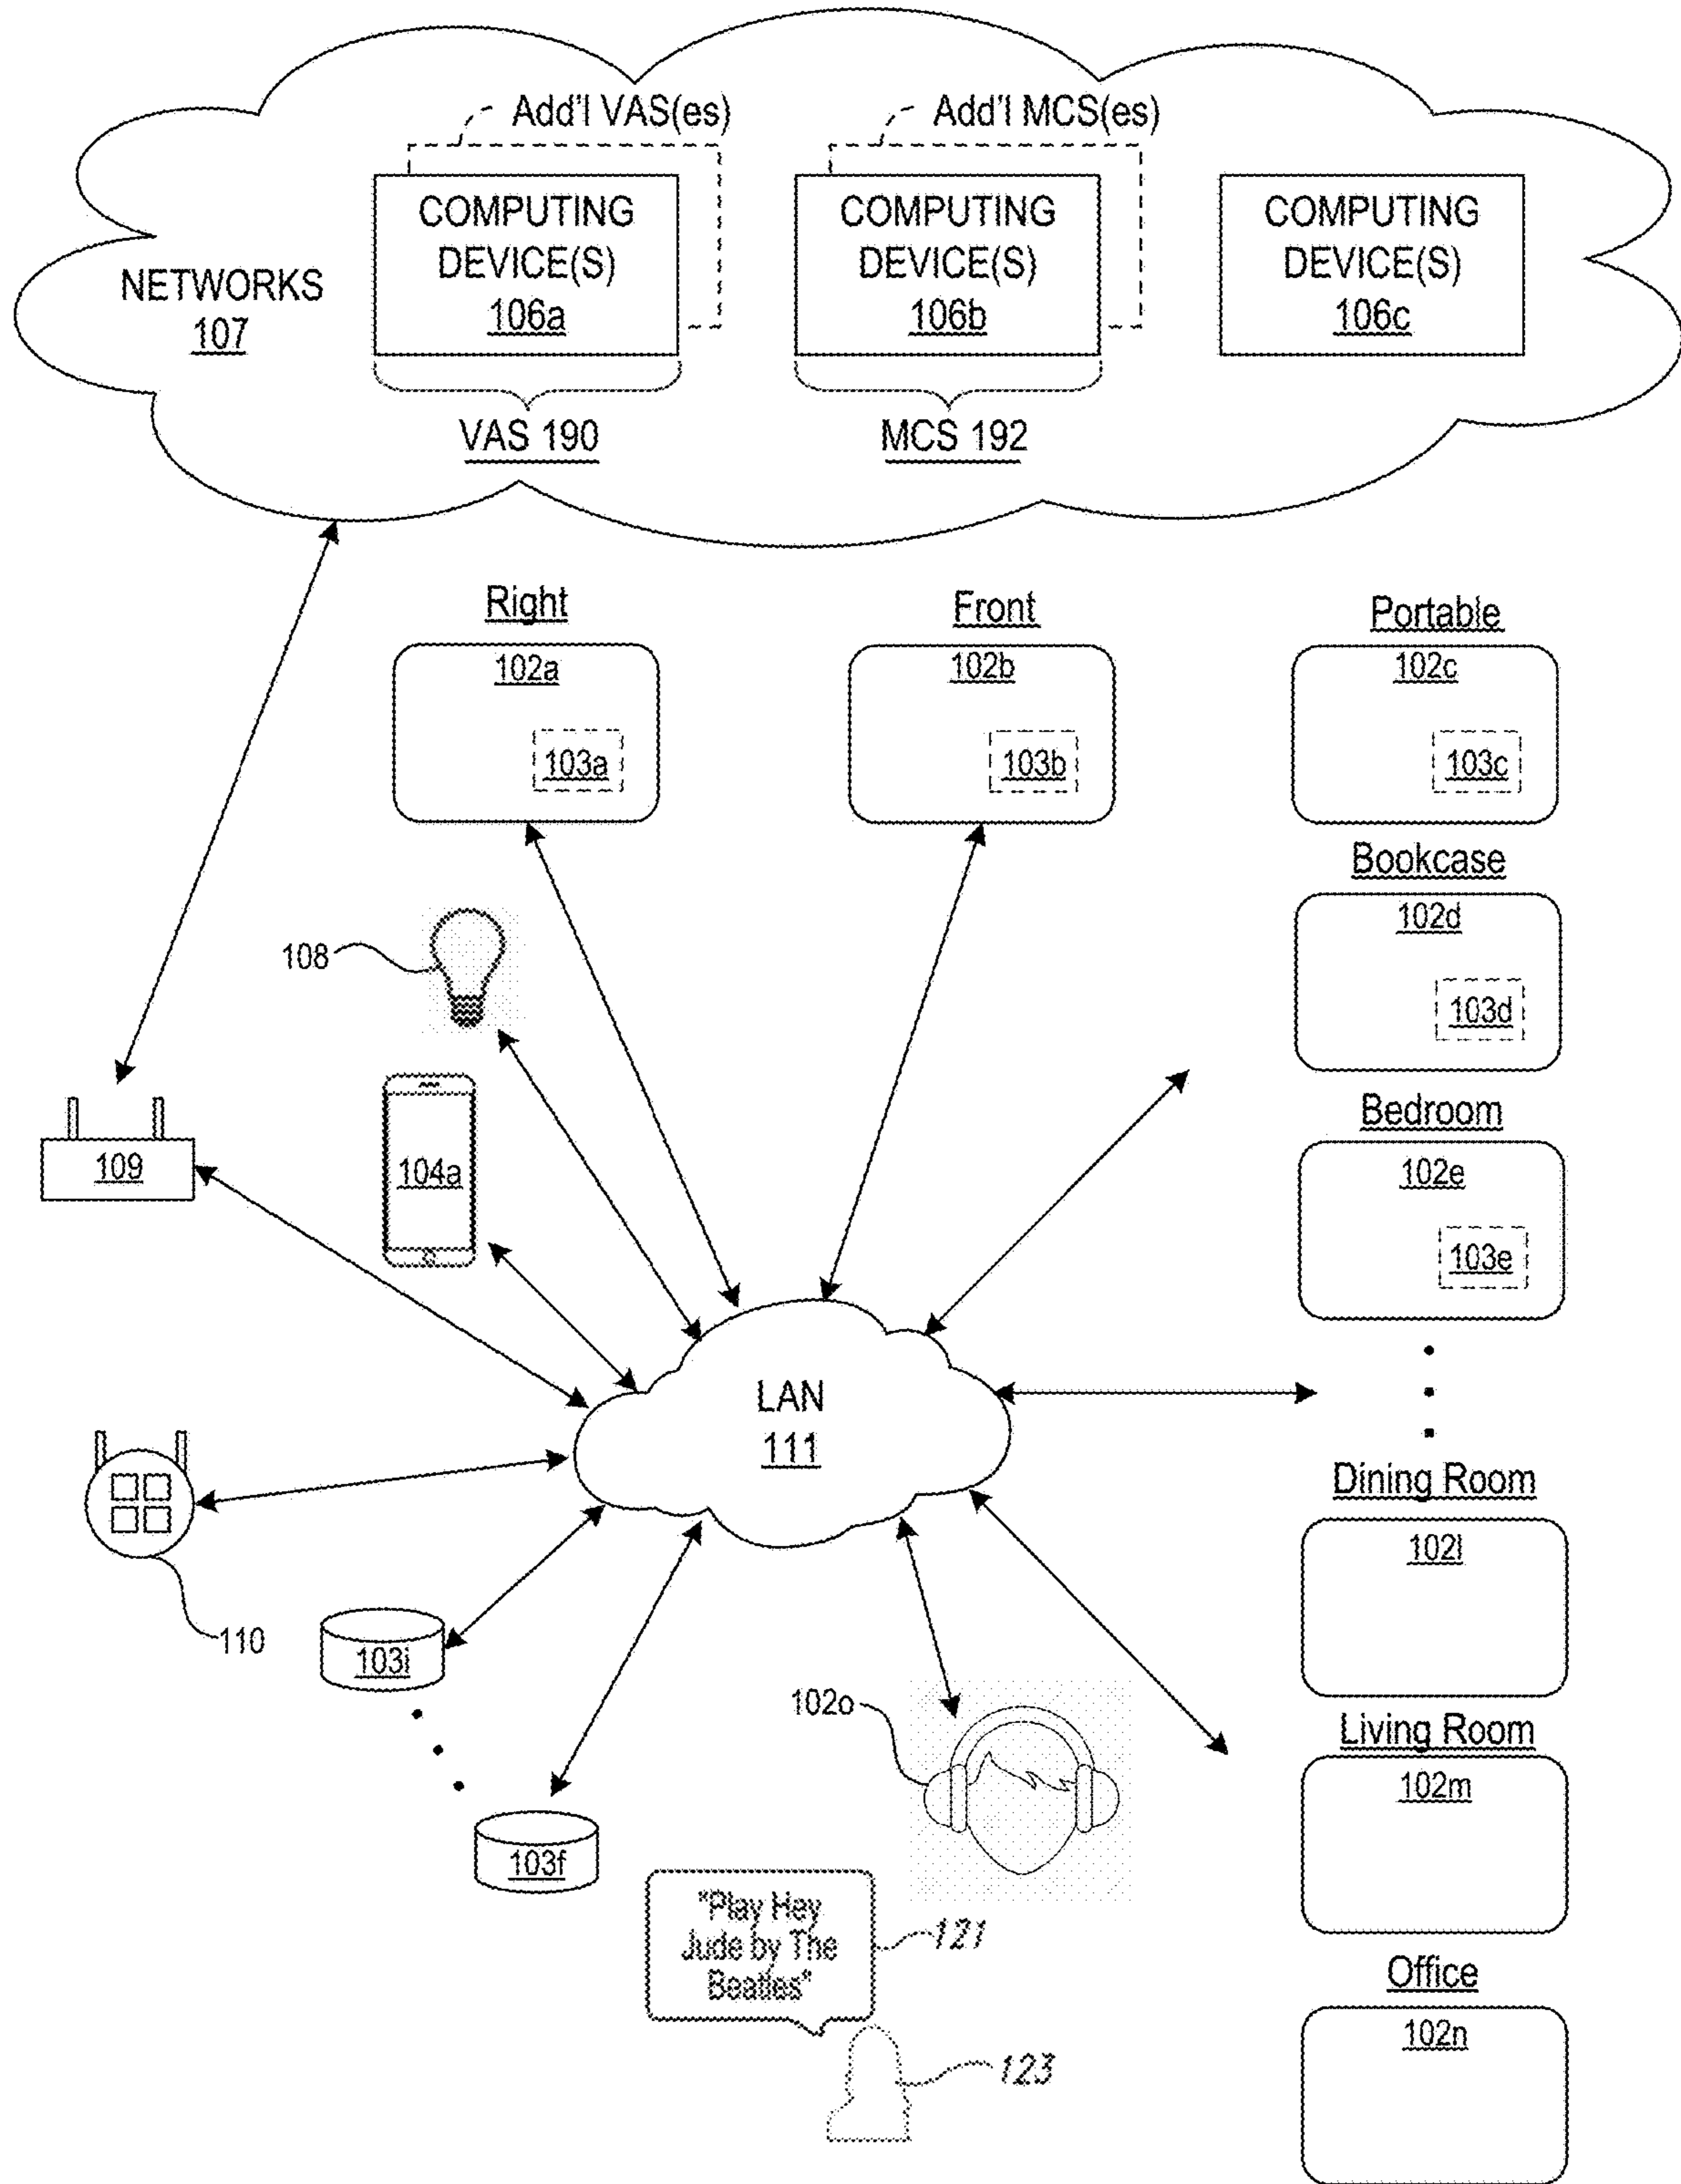 Add'l VAS(es)
Add'l MCS(es)
COMPUTING
DEVICE(S)
106a
COMPUTING
DEVICE(S)
106b
COMPUTING
DEVICE(S)
106c
NETWORKS
107
VAS 190
MCS 192
Right
102a
103a
Front
102b
103b
Portable
102c
103c
Bookcase
102d
103d
Bedroom
102e
103e
108
104a
109
LAN
111
110
103i
103f
102o
"Play Hey
Jude by The
Beatles"
121
123
Dining Room
102l
Living Room
102m
Office
102n